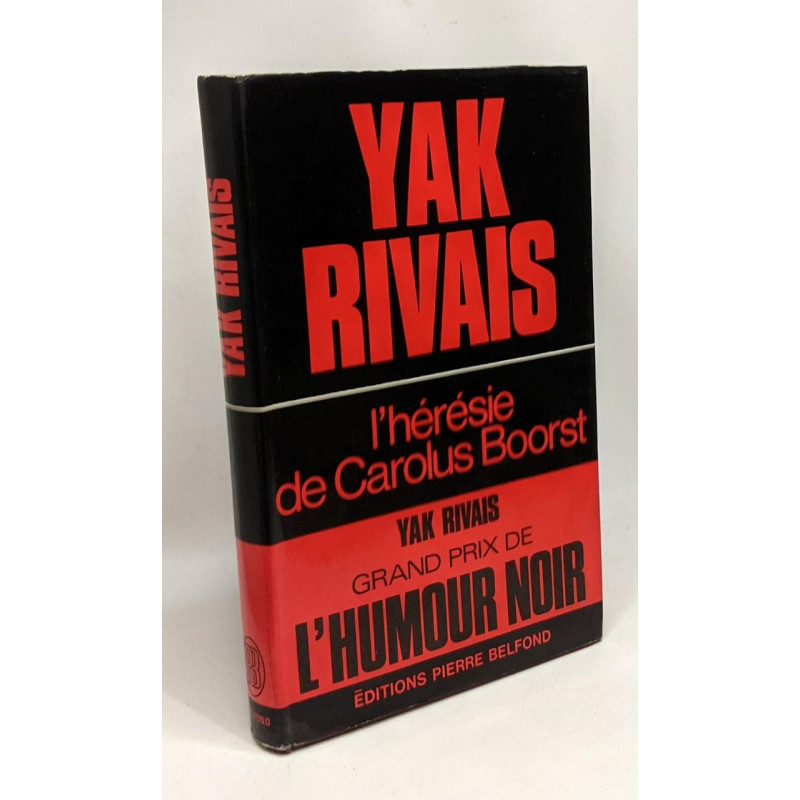 YAK
RIVAIS
l'hérésie
de Carolus Boorst
YAK RIVAIS
GRAND PRIX DE
L'HUMOUR NOIR
ÉDITIONS PIERRE BELFOND
YAK RIVAIS